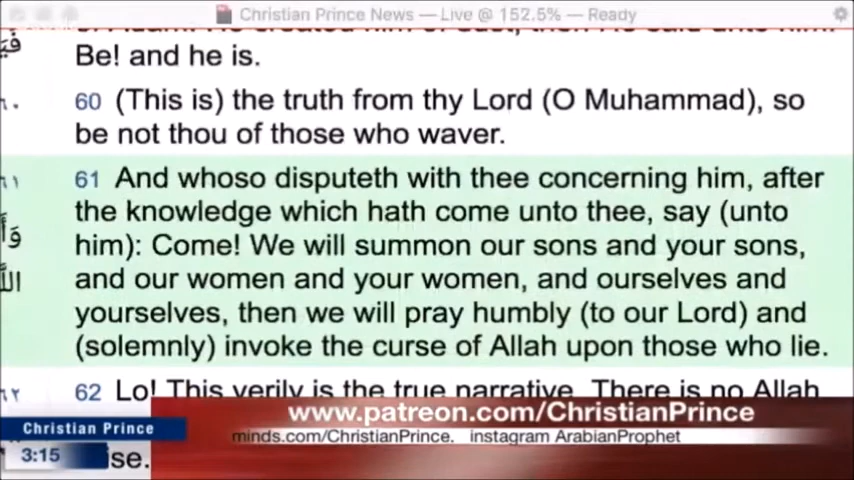 Christian Prince News — Live @ 152.5% — Ready
Be! and he is.
60 (This is) the truth from thy Lord (O Muhammad), so
be not thou of those who waver.
61 And whoso disputeth with thee concerning him, after
the knowledge which hath come unto thee, say (unto
him): Come! We will summon our sons and your sons,
and our women and your women, and ourselves and
yourselves, then we will pray humbly (to our Lord) and
(solemnly) invoke the curse of Allah upon those who lie.
62 Lo! This verily is the true narrative. There is no Allah
www.patreon.com/ChristianPrince
Christian Prince
minds.com/ChristianPrince. instagram ArabianProphet
3:15
se.